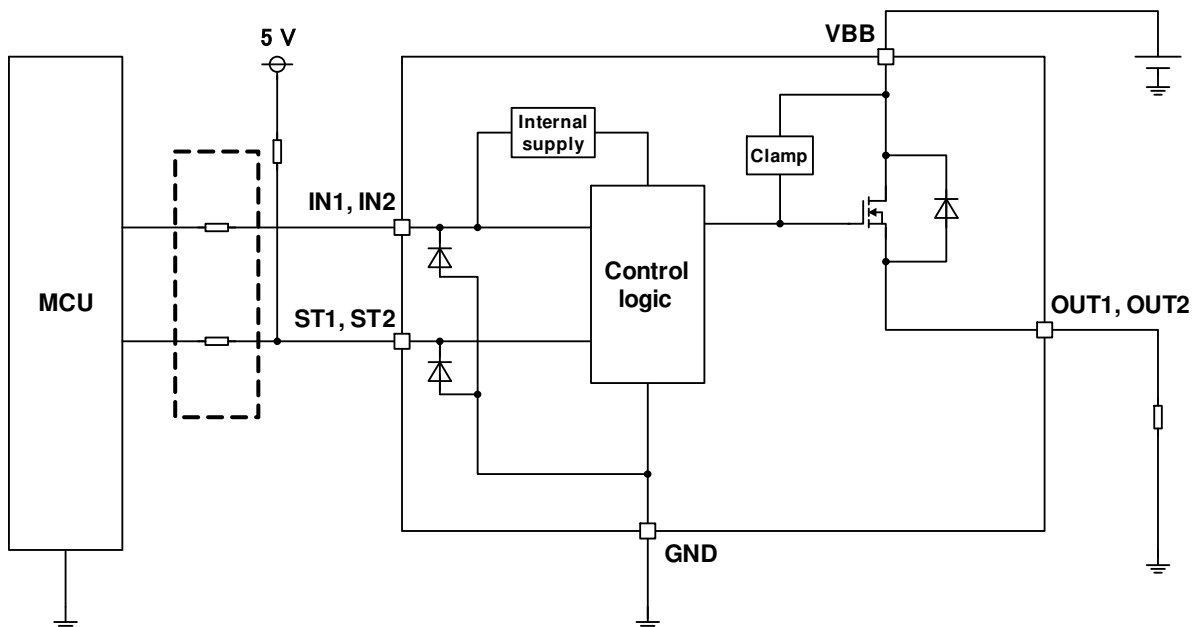 5 V
VBB
Internal
supply
Clamp
IN1, IN2
Control
logic
MCU
ST1, ST2
OUT1, OUT2
GND